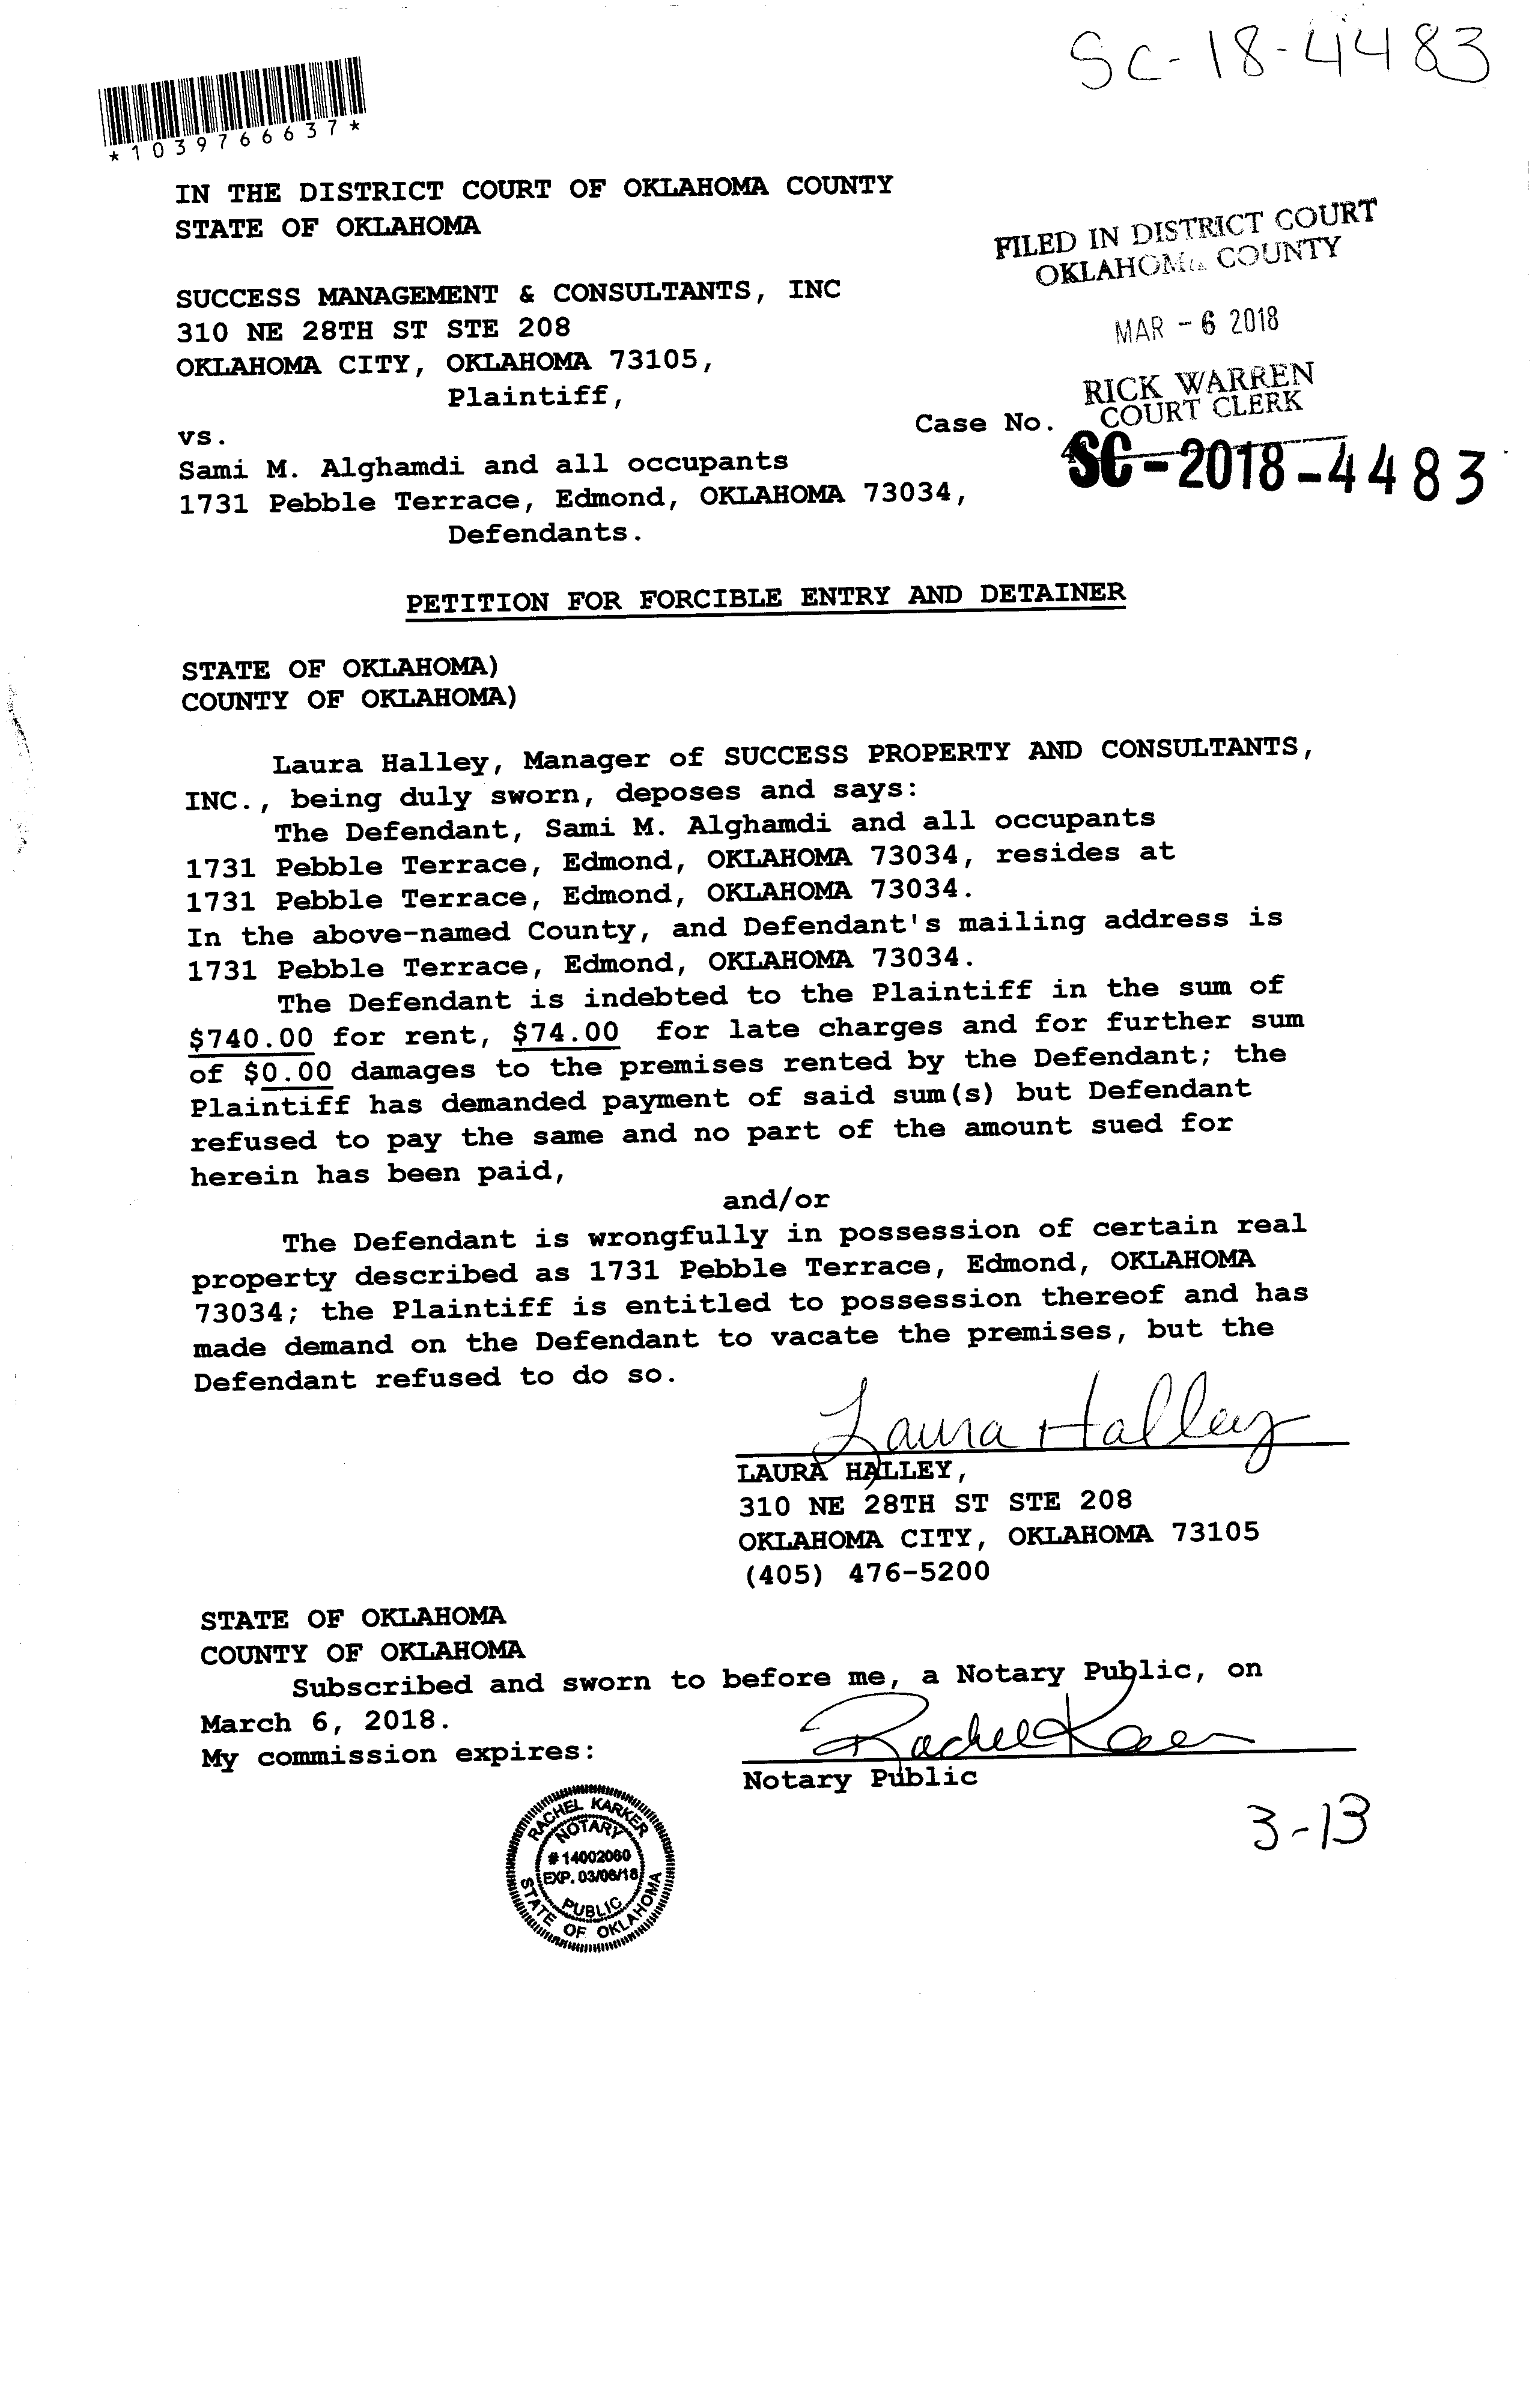 SC-18-4483
*1039766637*
IN THE DISTRICT COURT OF OKLAHOMA COUNTY
STATE OF OKLAHOMA
FILED IN DISTRICT COURT
OKLAHOMA COUNTY
MAR - 6 2018
RICK WARREN
COURT CLERK
SUCCESS MANAGEMENT & CONSULTANTS, INC
310 NE 28TH ST STE 208
OKLAHOMA CITY, OKLAHOMA 73105,
Plaintiff,
vs.
Case No.
SC-2018-4483
Sami M. Alghamdi and all occupants
1731 Pebble Terrace, Edmond, OKLAHOMA 73034,
Defendants.
PETITION FOR FORCIBLE ENTRY AND DETAINER
STATE OF OKLAHOMA)
COUNTY OF OKLAHOMA)
Laura Halley, Manager of SUCCESS PROPERTY AND CONSULTANTS,
INC., being duly sworn, deposes and says:
The Defendant, Sami M. Alghamdi and all occupants
1731 Pebble Terrace, Edmond, OKLAHOMA 73034, resides at
1731 Pebble Terrace, Edmond, OKLAHOMA 73034.
In the above-named County, and Defendant's mailing address is
1731 Pebble Terrace, Edmond, OKLAHOMA 73034.
The Defendant is indebted to the Plaintiff in the sum of
$740.00 for rent, $74.00 for late charges and for further sum
of $0.00 damages to the premises rented by the Defendant; the
Plaintiff has demanded payment of said sum(s) but Defendant
refused to pay the same and no part of the amount sued for
herein has been paid,
and/or
The Defendant is wrongfully in possession of certain real
property described as 1731 Pebble Terrace, Edmond, OKLAHOMA
73034; the Plaintiff is entitled to possession thereof and has
made demand on the Defendant to vacate the premises, but the
Defendant refused to do so.
Laura Halley
LAURA HALLEY,
310 NE 28TH ST STE 208
OKLAHOMA CITY, OKLAHOMA 73105
(405) 476-5200
STATE OF OKLAHOMA
COUNTY OF OKLAHOMA
Subscribed and sworn to before me, a Notary Public, on
March 6, 2018.
My commission expires:
Notary Public
RACHEL KARKER
NOTARY
# 14002060
EXP. 03/06/18
PUBLIC
STATE OF OKLAHOMA
3-13